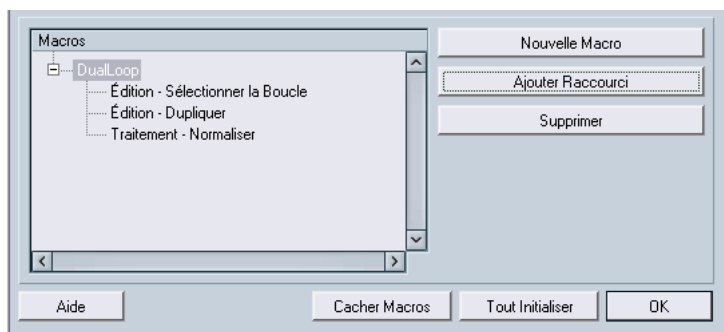 Macros
DualLoop
Édition - Sélectionner la Boucle
Édition - Dupliquer
Traitement - Normaliser
Nouvelle Macro
Ajouter Raccourci
Supprimer
Aide
Cacher Macros
Tout Initialiser
OK